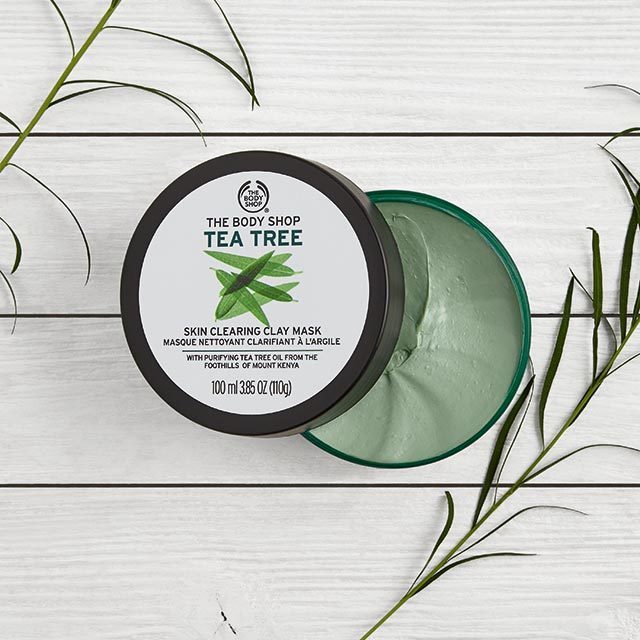 THE
BODY
SHOP
®
THE BODY SHOP
TEA TREE
SKIN CLEARING CLAY MASK
MASQUE NETTOYANT CLARIFIANT À L'ARGILE
WITH PURIFYING TEA TREE OIL FROM THE
FOOTHILLS OF MOUNT KENYA
100 ml 3.85 OZ (110g)